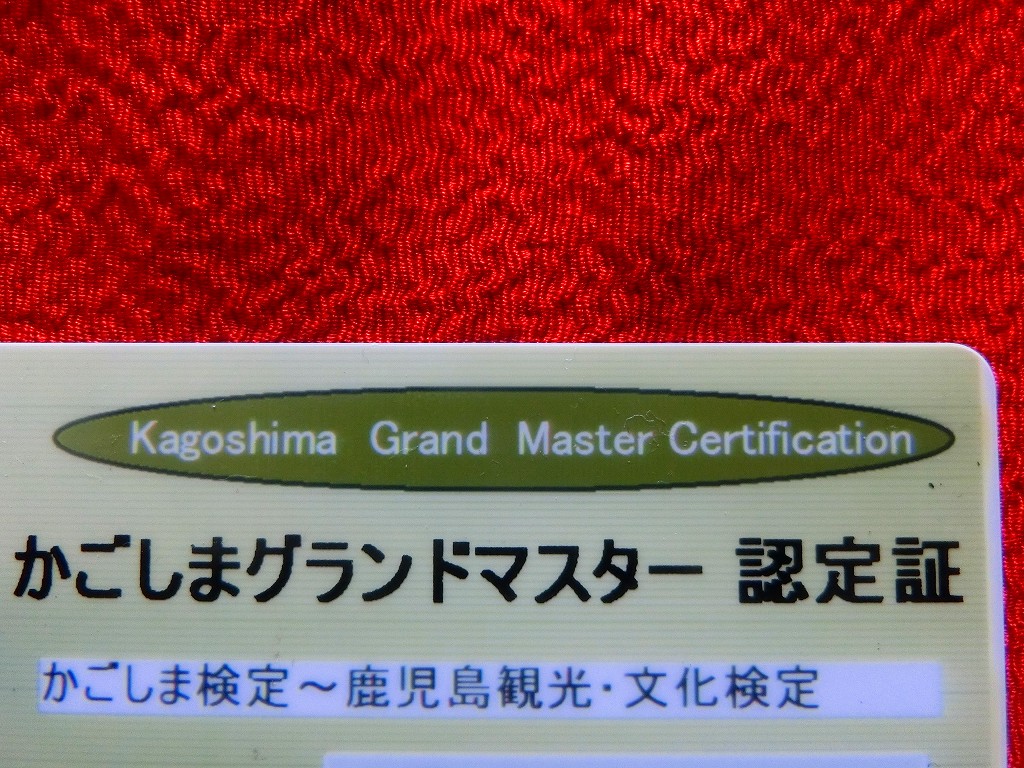 Kagoshima Grand Master Certification
かごしまグランドマスター 認定証
かごしま検定～鹿児島観光・文化検定